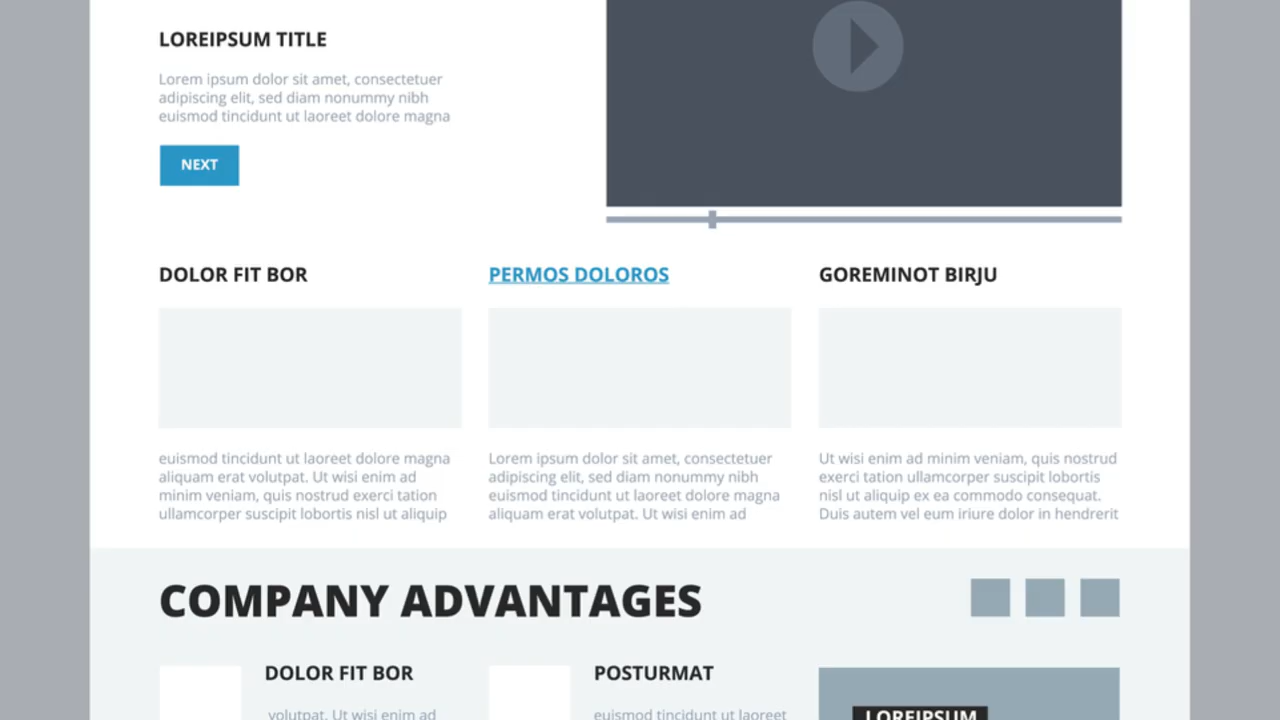 LOREIPSUM TITLE
Lorem ipsum dolor sit amet, consectetuer
adipiscing elit, sed diam nonummy nibh
euismod tincidunt ut laoreet dolore magna
NEXT
DOLOR FIT BOR
euismod tincidunt ut laoreet dolore magna
aliquam erat volutpat. Ut wisi enim ad
minim veniam, quis nostrud exerci tation
ullamcorper suscipit lobortis nisl ut aliquip
PERMOS DOLOROS
Lorem ipsum dolor sit amet, consectetuer
adipiscing elit, sed diam nonummy nibh
euismod tincidunt ut laoreet dolore magna
aliquam erat volutpat. Ut wisi enim ad
GOREMINOT BIRJU
Ut wisi enim ad minim veniam, quis nostrud
exerci tation ullamcorper suscipit lobortis
nisl ut aliquip ex ea commodo consequat.
Duis autem vel eum iriure dolor in hendrerit
COMPANY ADVANTAGES
DOLOR FIT BOR
volutpat. Ut wisi enim ad
POSTURMAT
euismod tincidunt ut laoreet
LOREIPSUM